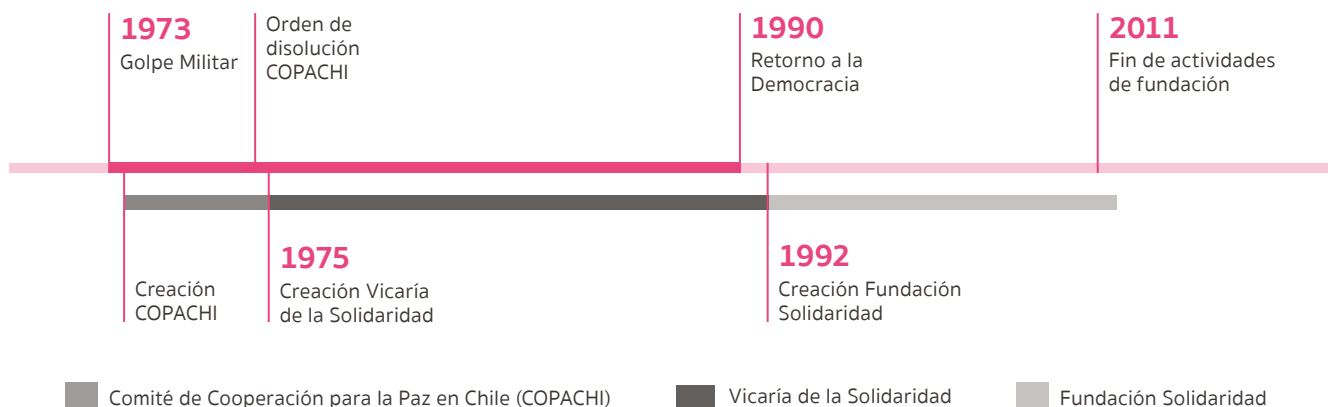 1973
Golpe Militar
Orden de
disolución
COPACHI
1990
Retorno a la
Democracia
2011
Fin de actividades
de fundación
Creación
COPACHI
1975
Creación Vicaría
de la Solidaridad
1992
Creación Fundación
Solidaridad
Comité de Cooperación para la Paz en Chile (COPACHI)
Vicaría de la Solidaridad
Fundación Solidaridad